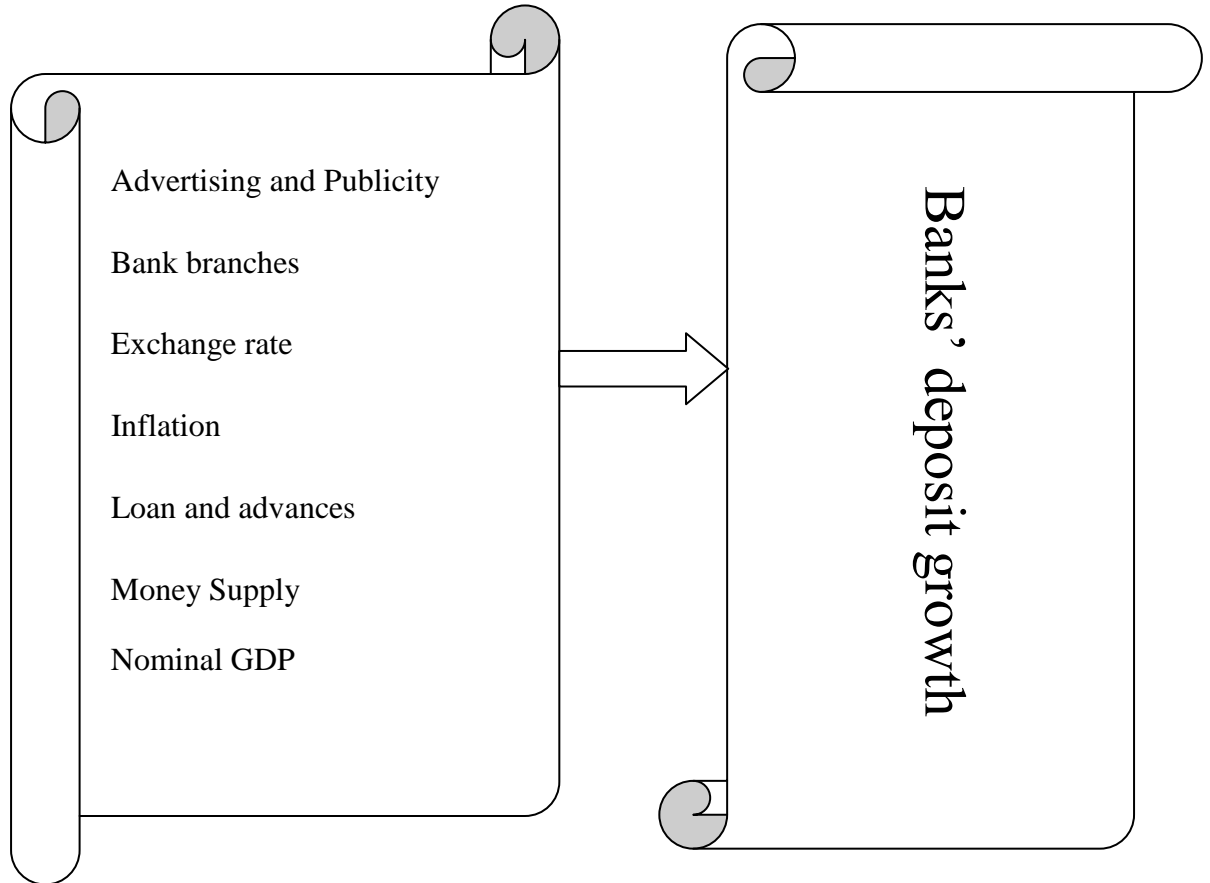 Advertising and Publicity
Bank branches
Exchange rate
Inflation
Loan and advances
Money Supply
Nominal GDP
Banks’ deposit growth